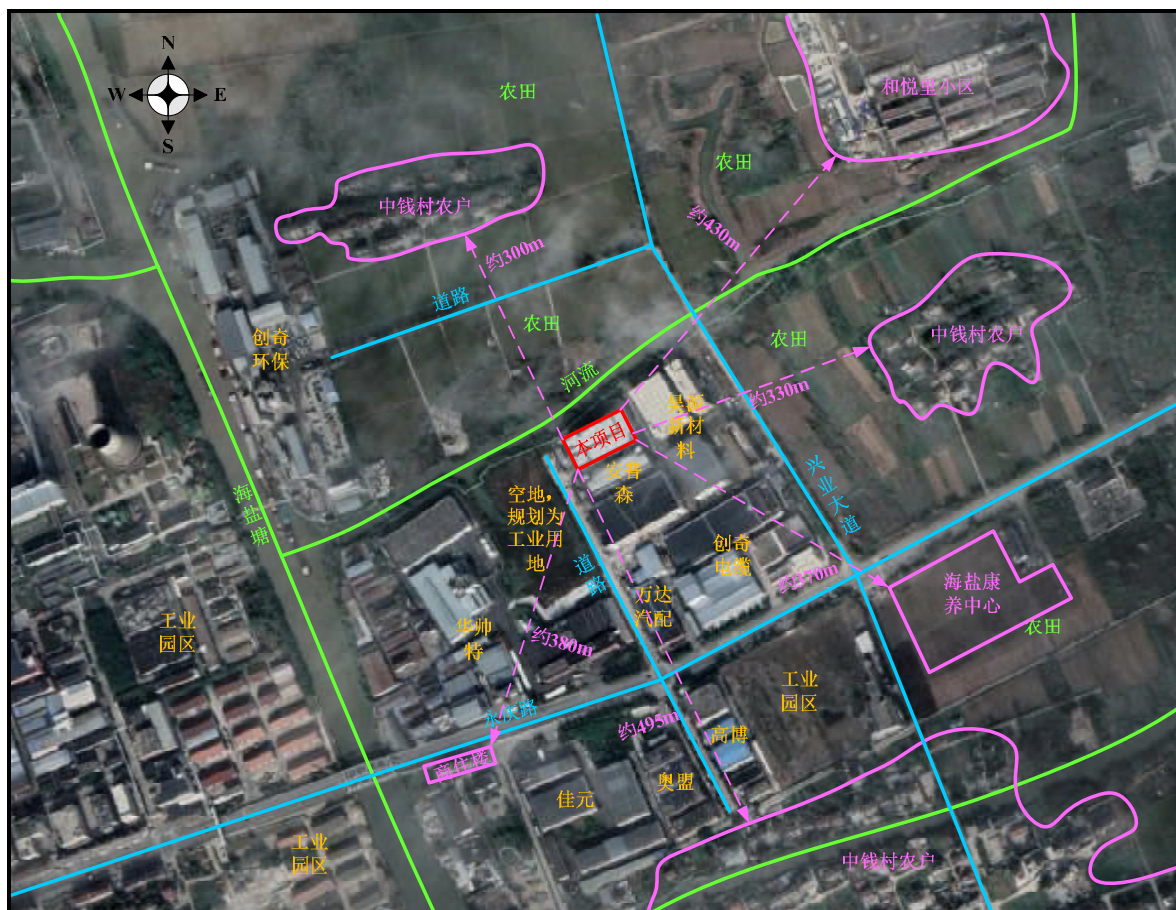 N
W
E
S
农田
和悦里小区
农田
中钱村农户
约430m
约300m
道路
农田
农田
中钱村农户
创奇
环保
河流
约330m
昊源
新材
料
本项目
安普
森
兴业大道
空地，
规划为
工业用
地
海盐塘
道路
创奇
电缆
约370m
海盐康
养中心
万达
汽配
农田
工业
园区
华帅
特
约380m
工业
园区
永庆路
约495m
高博
商住楼
奥盟
佳元
工业
园区
中钱村农户